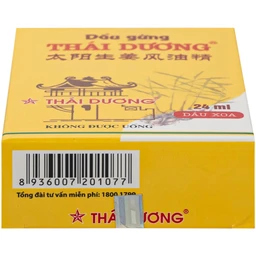 Dầu gừng
THÁI DƯƠNG®
太阳生姜风油精
THÁI DƯƠNG
24 ml
DẦU XOA
KHÔNG ĐƯỢC UỐNG
8 936007 201077
Tổng đài tư vấn miễn phí: 1800 1799
THÁI DƯƠNG®